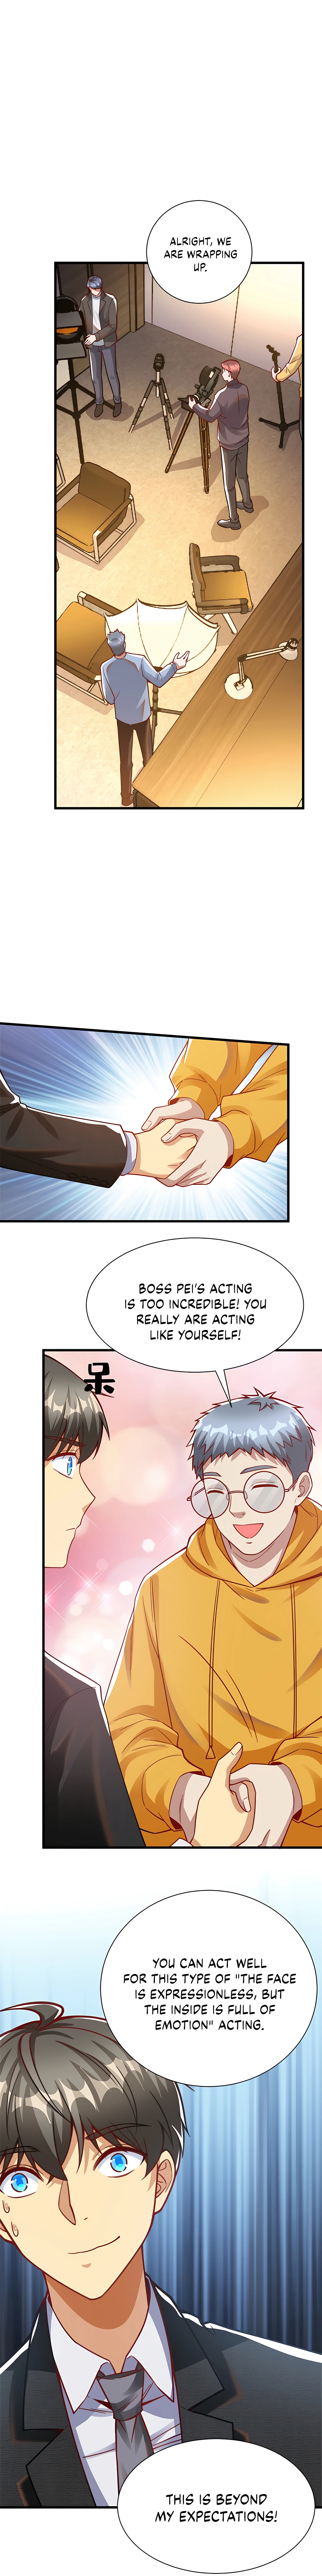 ALRIGHT, WE
ARE WRAPPING
UP.
BOSS PEI'S ACTING
IS TOO INCREDIBLE! YOU
REALLY ARE ACTING
LIKE YOURSELF!
呆
YOU CAN ACT WELL
FOR THIS TYPE OF "THE FACE
IS EXPRESSIONLESS, BUT
THE INSIDE IS FULL OF
EMOTION" ACTING.
THIS IS BEYOND
MY EXPECTATIONS!